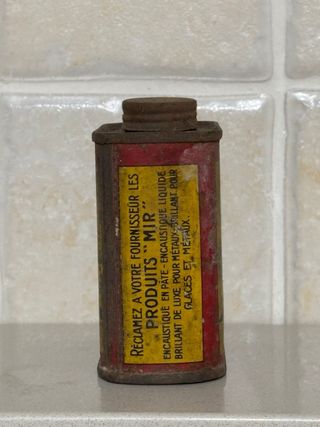 RÉCLAMEZ A VOTRE FOURNISSEUR LES
PRODUITS "MIR"
ENCAUSTIQUE EN PÂTE - ENCAUSTIQUE LIQUIDE
BRILLANT DE LUXE POUR MÉTAUX - BRILLANT POUR
GLACES ET MÉTAUX.